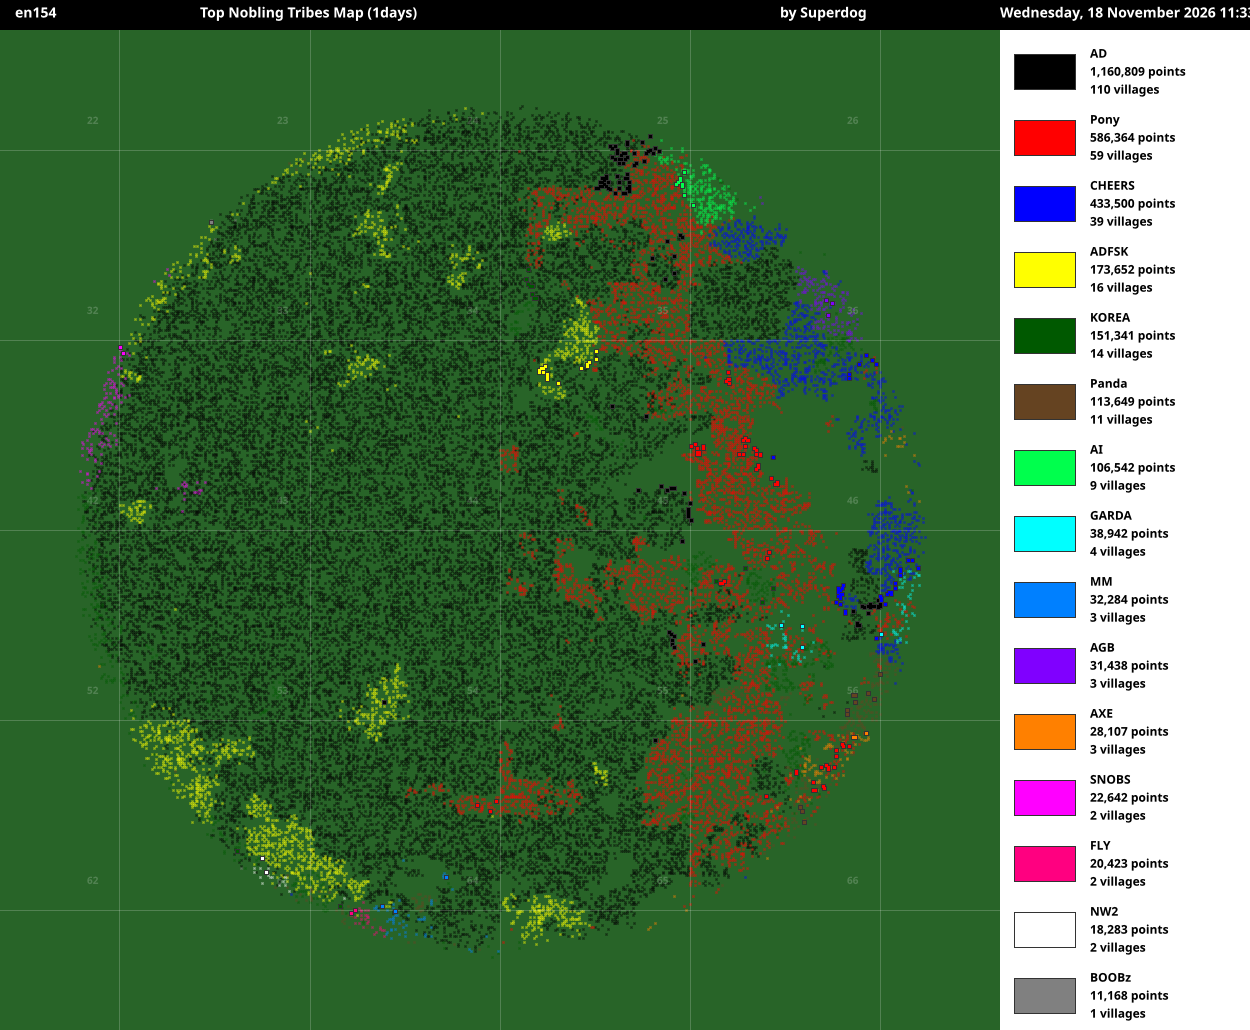 en154 Top Nobling Tribes Map (1days) by Superdog Wednesday, 18 November 2026 11:3
AD
1,160,809 points
110 villages
Pony
586,364 points
59 villages
CHEERS
433,500 points
39 villages
ADFSK
173,652 points
16 villages
KOREA
151,341 points
14 villages
Panda
113,649 points
11 villages
AI
106,542 points
9 villages
GARDA
38,942 points
4 villages
MM
32,284 points
3 villages
AGB
31,438 points
3 villages
AXE
28,107 points
3 villages
SNOBS
22,642 points
2 villages
FLY
20,423 points
2 villages
NW2
18,283 points
2 villages
BOOBz
11,168 points
1 villages
22 23 25 26
32 35 36
46
52 53 55 56
62 66